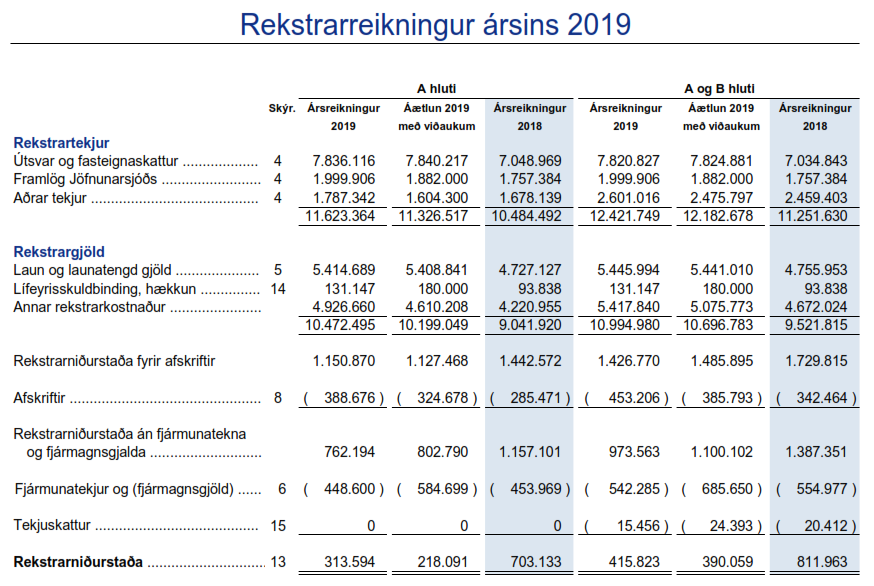 Rekstrarreikningur ársins 2019
A hluti A og B hluti
Skýr. Ársreikningur Áætlun 2019 Ársreikningur Ársreikningur Áætlun 2019 Ársreikningur
2019 með viðaukum 2018 2019 með viðaukum 2018
Rekstrartekjur
Útsvar og fasteignaskattur ................... 4 7.836.116 7.840.217 7.048.969 7.820.827 7.824.881 7.034.843
Framlög Jöfnunarsjóðs ......................... 4 1.999.906 1.882.000 1.757.384 1.999.906 1.882.000 1.757.384
Aðrar tekjur .......................................... 4 1.787.342 1.604.300 1.678.139 2.601.016 2.475.797 2.459.403
11.623.364 11.326.517 10.484.492 12.421.749 12.182.678 11.251.630
Rekstrargjöld
Laun og launatengd gjöld ..................... 5 5.414.689 5.408.841 4.727.127 5.445.994 5.441.010 4.755.953
Lífeyrisskuldbinding, hækkun ............... 14 131.147 180.000 93.838 131.147 180.000 93.838
Annar rekstrarkostnaður ....................... 4.926.660 4.610.208 4.220.955 5.417.840 5.075.773 4.672.024
10.472.495 10.199.049 9.041.920 10.994.980 10.696.783 9.521.815
Rekstrarniðurstaða fyrir afskriftir 1.150.870 1.127.468 1.442.572 1.426.770 1.485.895 1.729.815
Afskriftir ................................................ 8 ( 388.676 ) ( 324.678 ) ( 285.471 ) ( 453.206 ) ( 385.793 ) ( 342.464 )
Rekstrarniðurstaða án fjármunatekna
og fjármagnsgjalda ............................ 762.194 802.790 1.157.101 973.563 1.100.102 1.387.351
Fjármunatekjur og (fjármagnsgjöld) ...... 6 ( 448.600 ) ( 584.699 ) ( 453.969 ) ( 542.285 ) ( 685.650 ) ( 554.977 )
Tekjuskattur ......................................... 15 0 0 0 ( 15.456 ) ( 24.393 ) ( 20.412 )
Rekstrarniðurstaða ............................. 13 313.594 218.091 703.133 415.823 390.059 811.963